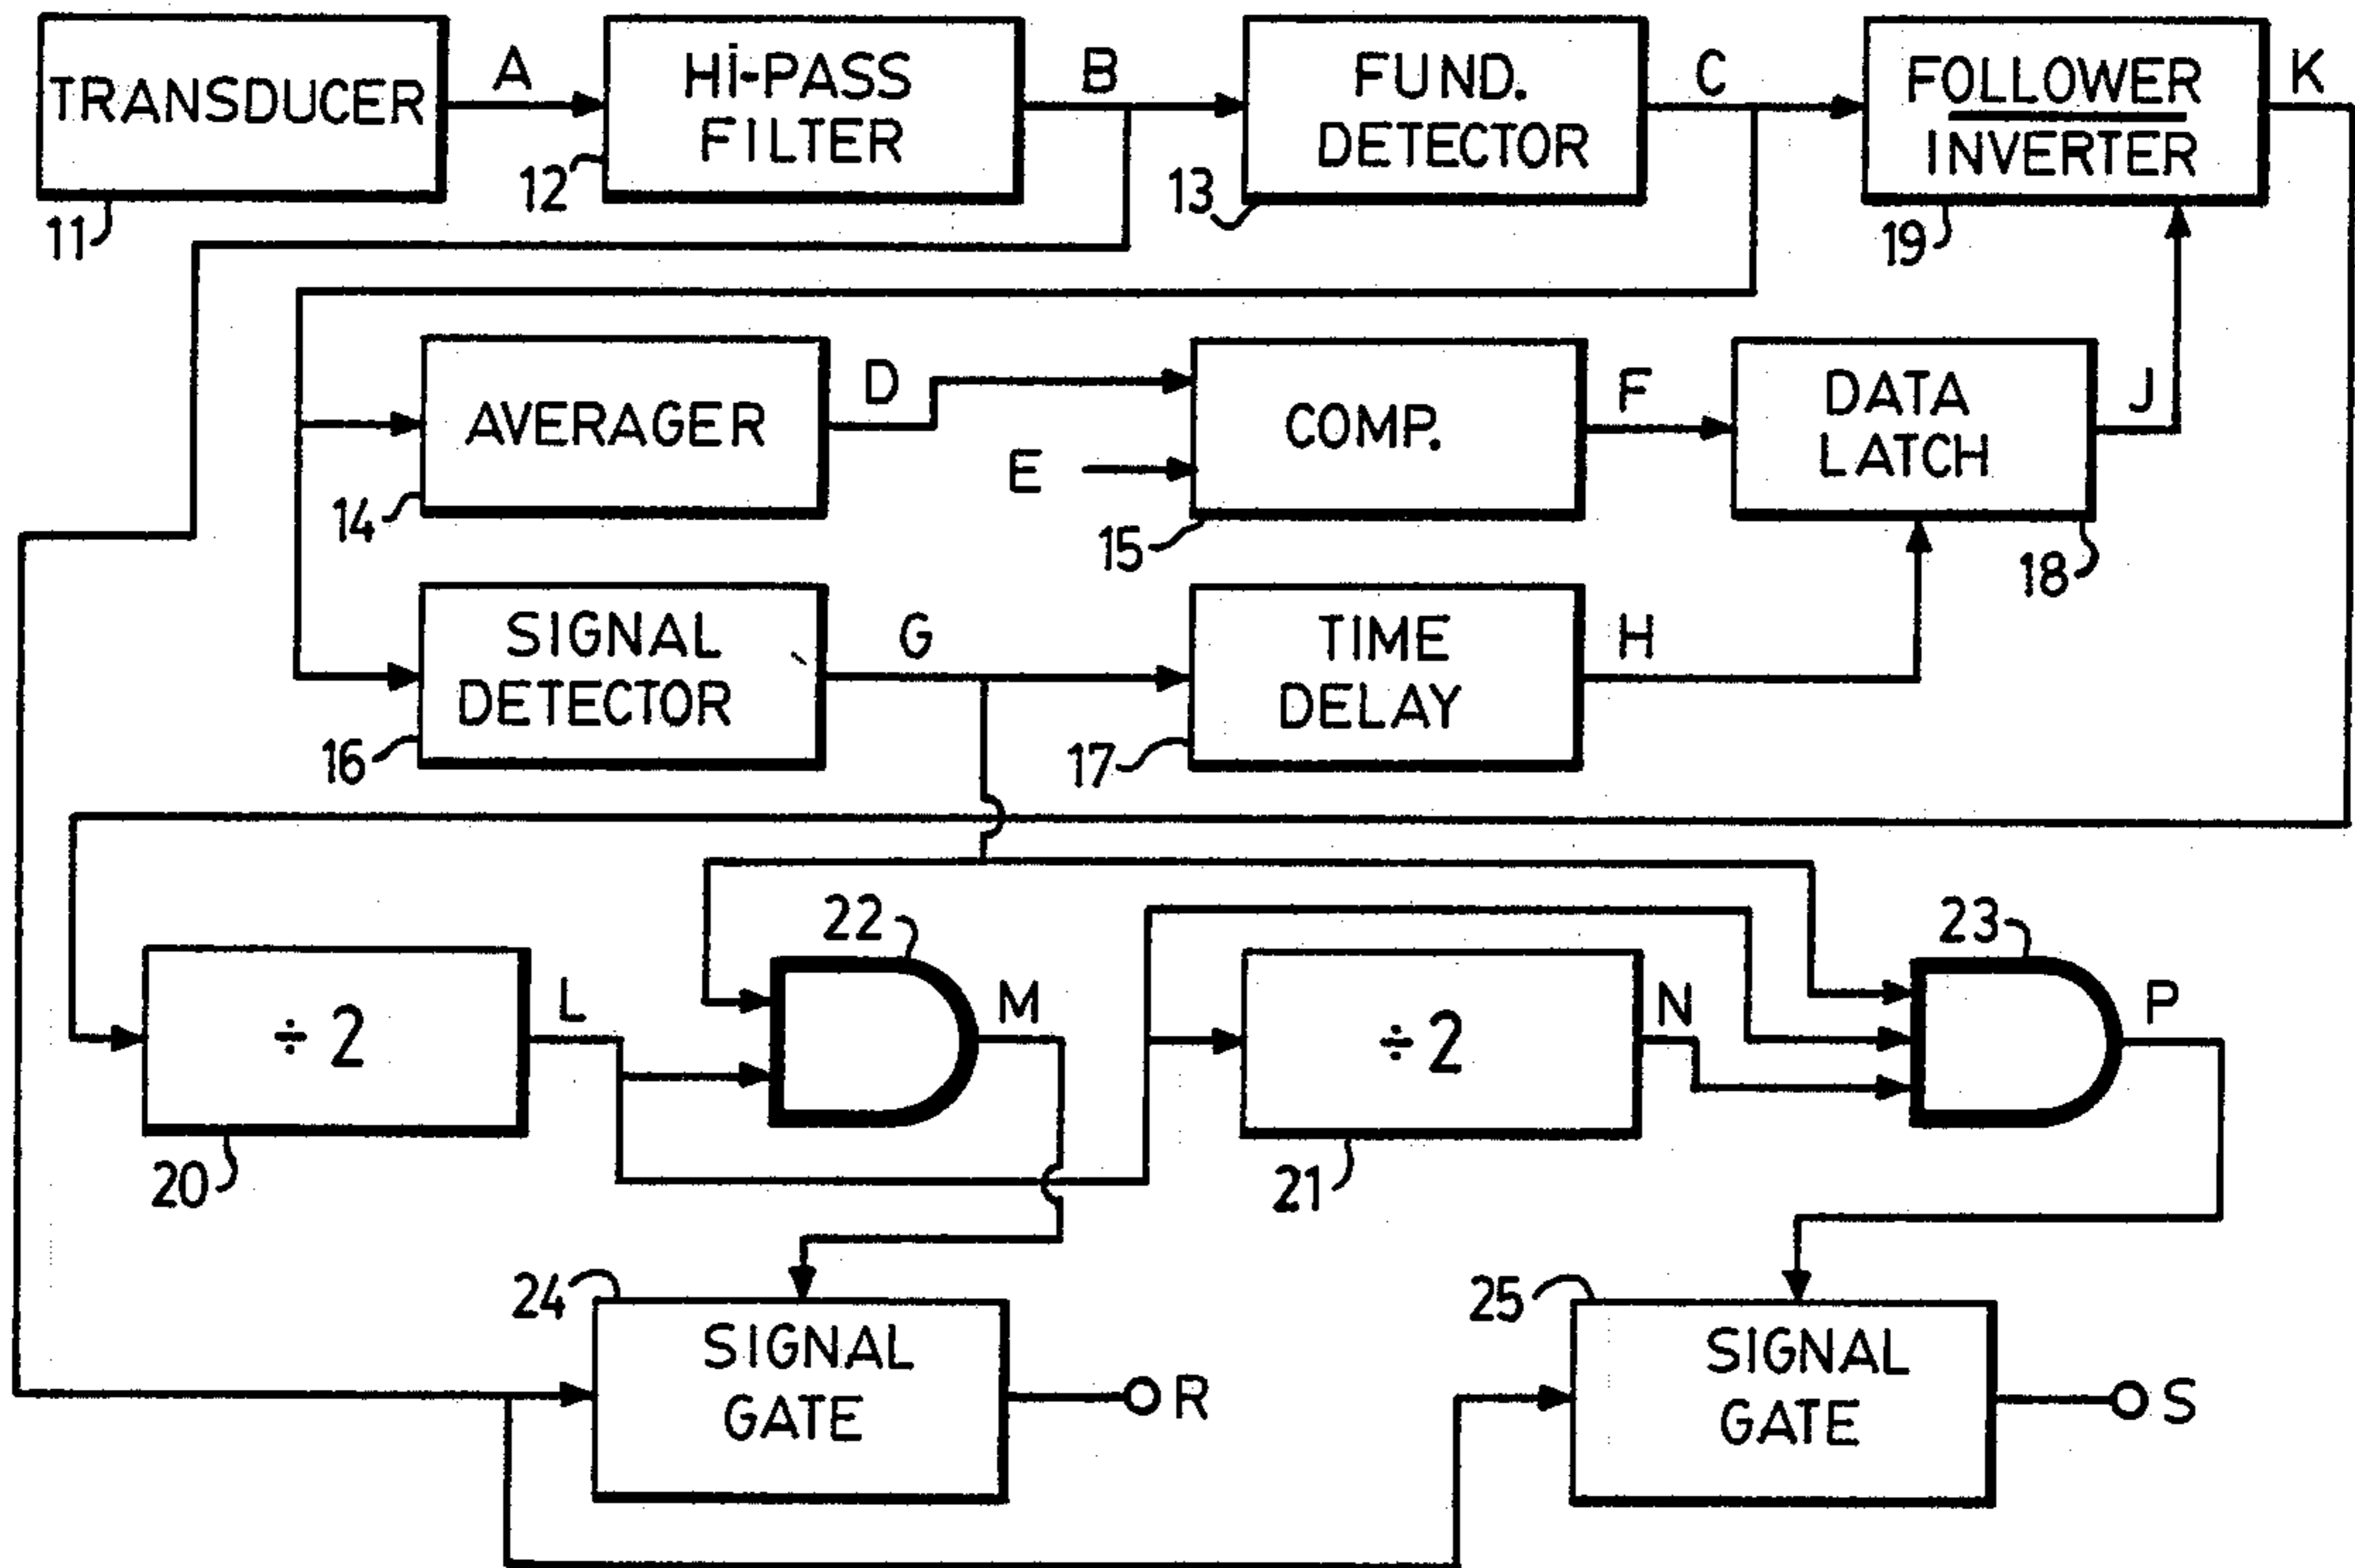 TRANSDUCER
11
A
Hi-PASS
FILTER
12
B
FUND.
DETECTOR
13
C
FOLLOWER
INVERTER
19
K
AVERAGER
14
D
E
COMP.
15
F
DATA
LATCH
18
J
SIGNAL
DETECTOR
16
G
TIME
DELAY
17
H
÷ 2
20
L
22
M
÷ 2
21
N
23
P
24
SIGNAL
GATE
R
25
SIGNAL
GATE
S